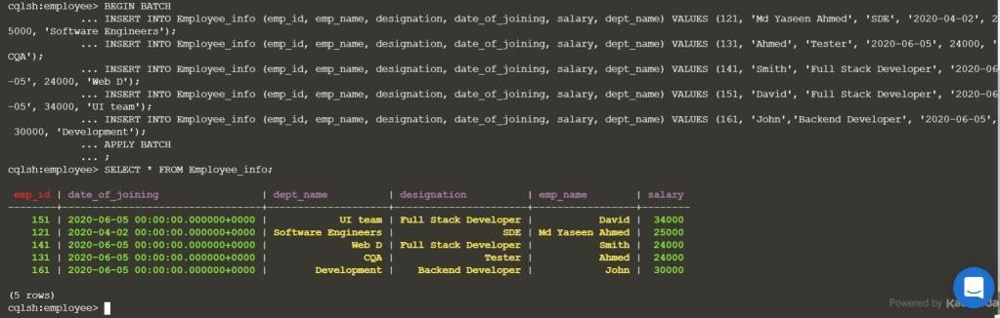 cqlsh:employee> BEGIN BATCH
... INSERT INTO Employee_info (emp_id, emp_name, designation, date_of_joining, salary, dept_name) VALUES (121, 'Md Yaseen Ahmed', 'SDE', '2020-04-02', 2
5000, 'Software Engineers');
... INSERT INTO Employee_info (emp_id, emp_name, designation, date_of_joining, salary, dept_name) VALUES (131, 'Ahmed', 'Tester', '2020-06-05', 24000, '
CQA');
... INSERT INTO Employee_info (emp_id, emp_name, designation, date_of_joining, salary, dept_name) VALUES (141, 'Smith', 'Full Stack Developer', '2020-06
-05', 24000, 'Web D');
... INSERT INTO Employee_info (emp_id, emp_name, designation, date_of_joining, salary, dept_name) VALUES (151, 'David', 'Full Stack Developer', '2020-06
-05', 34000, 'UI team');
... INSERT INTO Employee_info (emp_id, emp_name, designation, date_of_joining, salary, dept_name) VALUES (161, 'John','Backend Developer', '2020-06-05',
30000, 'Development');
... APPLY BATCH
... ;
cqlsh:employee> SELECT * FROM Employee_info;
emp_id | date_of_joining | dept_name | designation | emp_name | salary
151 | 2020-06-05 00:00:00.000000+0000 | UI team | Full Stack Developer | David | 34000
121 | 2020-04-02 00:00:00.000000+0000 | Software Engineers | SDE | Md Yaseen Ahmed | 25000
141 | 2020-06-05 00:00:00.000000+0000 | Web D | Full Stack Developer | Smith | 24000
131 | 2020-06-05 00:00:00.000000+0000 | CQA | Tester | Ahmed | 24000
161 | 2020-06-05 00:00:00.000000+0000 | Development | Backend Developer | John | 30000
(5 rows)
cqlsh:employee>
Powered by